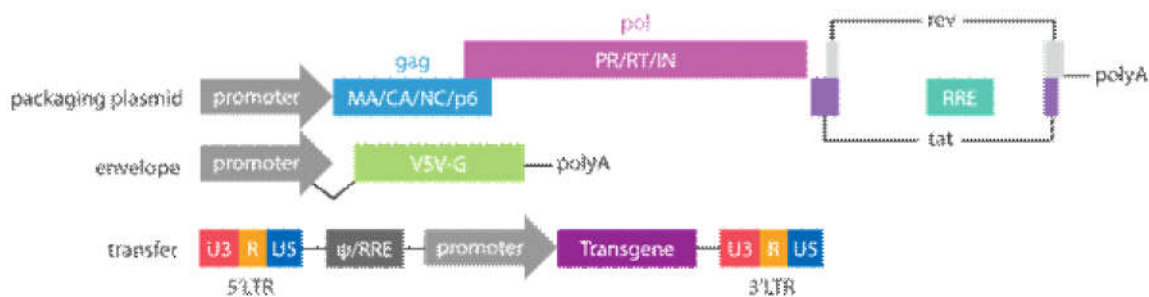 pol
rev
gag
PR/RT/IN
polyA
packaging plasmid
promoter
MA/CA/NC/p6
RRE
tat
envelope
promoter
VSV-G
polyA
transfer
U3 R U5
ψ/RRE
promoter
Transgene
U3 R U5
5'LTR
3'LTR